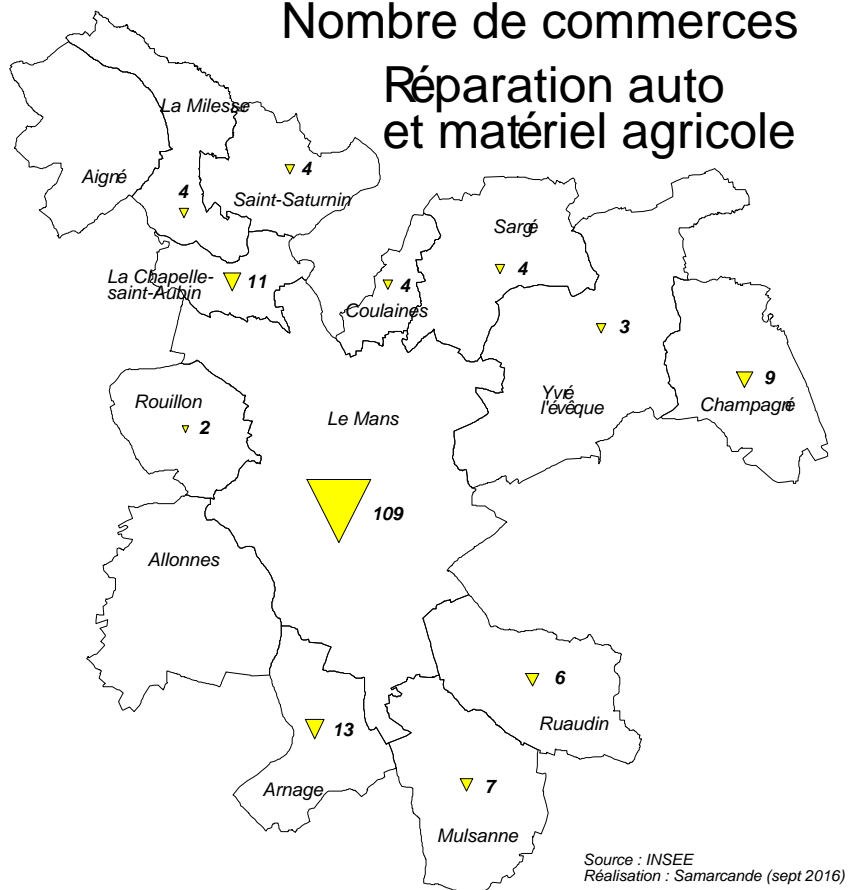 Nombre de commerces
Réparation auto
et matériel agricole
La Milesse
Aigné
4
4
Saint-Saturnin
Sargé
4
La Chapelle-
saint-Aubin
11
4
Coulaines
3
Yvré
l'évêque
9
Champagné
Rouillon
2
Le Mans
109
Allonnes
6
Ruaudin
13
Arnage
7
Mulsanne
Source : INSEE
Réalisation : Samarcande (sept 2016)